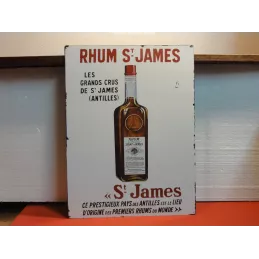 RHUM ST JAMES
LES
GRANDS CRUS
DE ST JAMES
(ANTILLES)
RHUM
« ST James
CE PRESTIGIEUX PAYS DES ANTILLES EST LE LIEU
D'ORIGINE DES PREMIERS RHUMS DU MONDE »